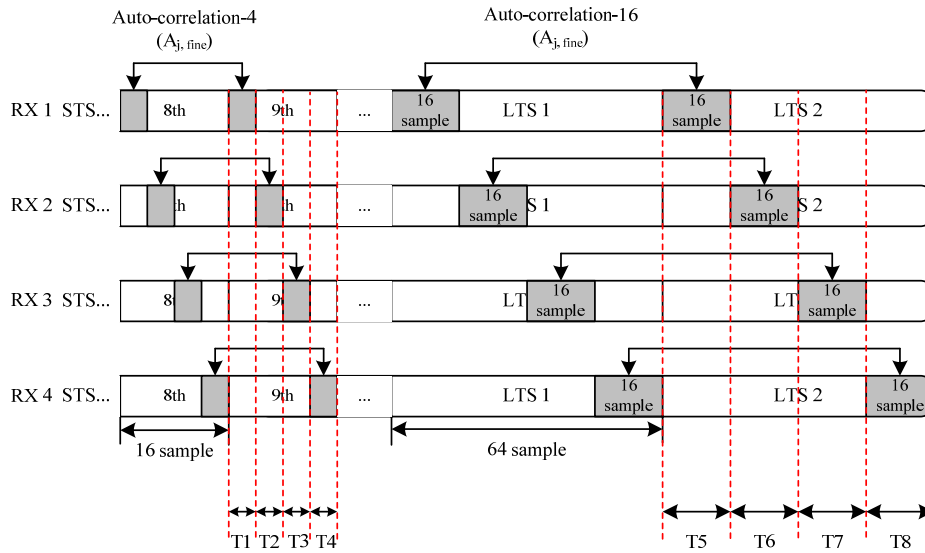 Auto-correlation-4
(Aj, fine)
Auto-correlation-16
(Aj, fine)
RX 1 STS... 8th 9th ... 16 sample LTS 1 16 sample LTS 2
RX 2 STS... th th ... 16 sample S 1 16 sample S 2
RX 3 STS... 8 9 ... LT 16 sample LT 16 sample
RX 4 STS... 8th 9th ... LTS 1 16 sample LTS 2 16 sample
16 sample
64 sample
T1 T2 T3 T4 T5 T6 T7 T8